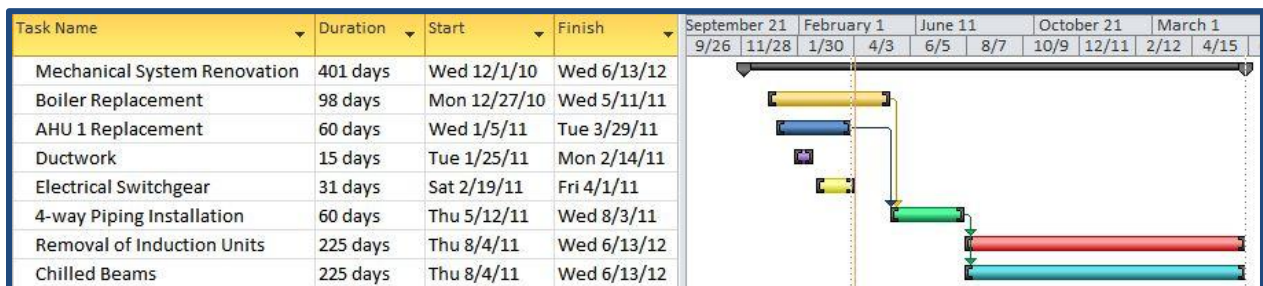 Task Name Duration Start Finish September 21 February 1 June 11 October 21 March 1
9/26 11/28 1/30 4/3 6/5 8/7 10/9 12/11 2/12 4/15
Mechanical System Renovation 401 days Wed 12/1/10 Wed 6/13/12
Boiler Replacement 98 days Mon 12/27/10 Wed 5/11/11
AHU 1 Replacement 60 days Wed 1/5/11 Tue 3/29/11
Ductwork 15 days Tue 1/25/11 Mon 2/14/11
Electrical Switchgear 31 days Sat 2/19/11 Fri 4/1/11
4-way Piping Installation 60 days Thu 5/12/11 Wed 8/3/11
Removal of Induction Units 225 days Thu 8/4/11 Wed 6/13/12
Chilled Beams 225 days Thu 8/4/11 Wed 6/13/12